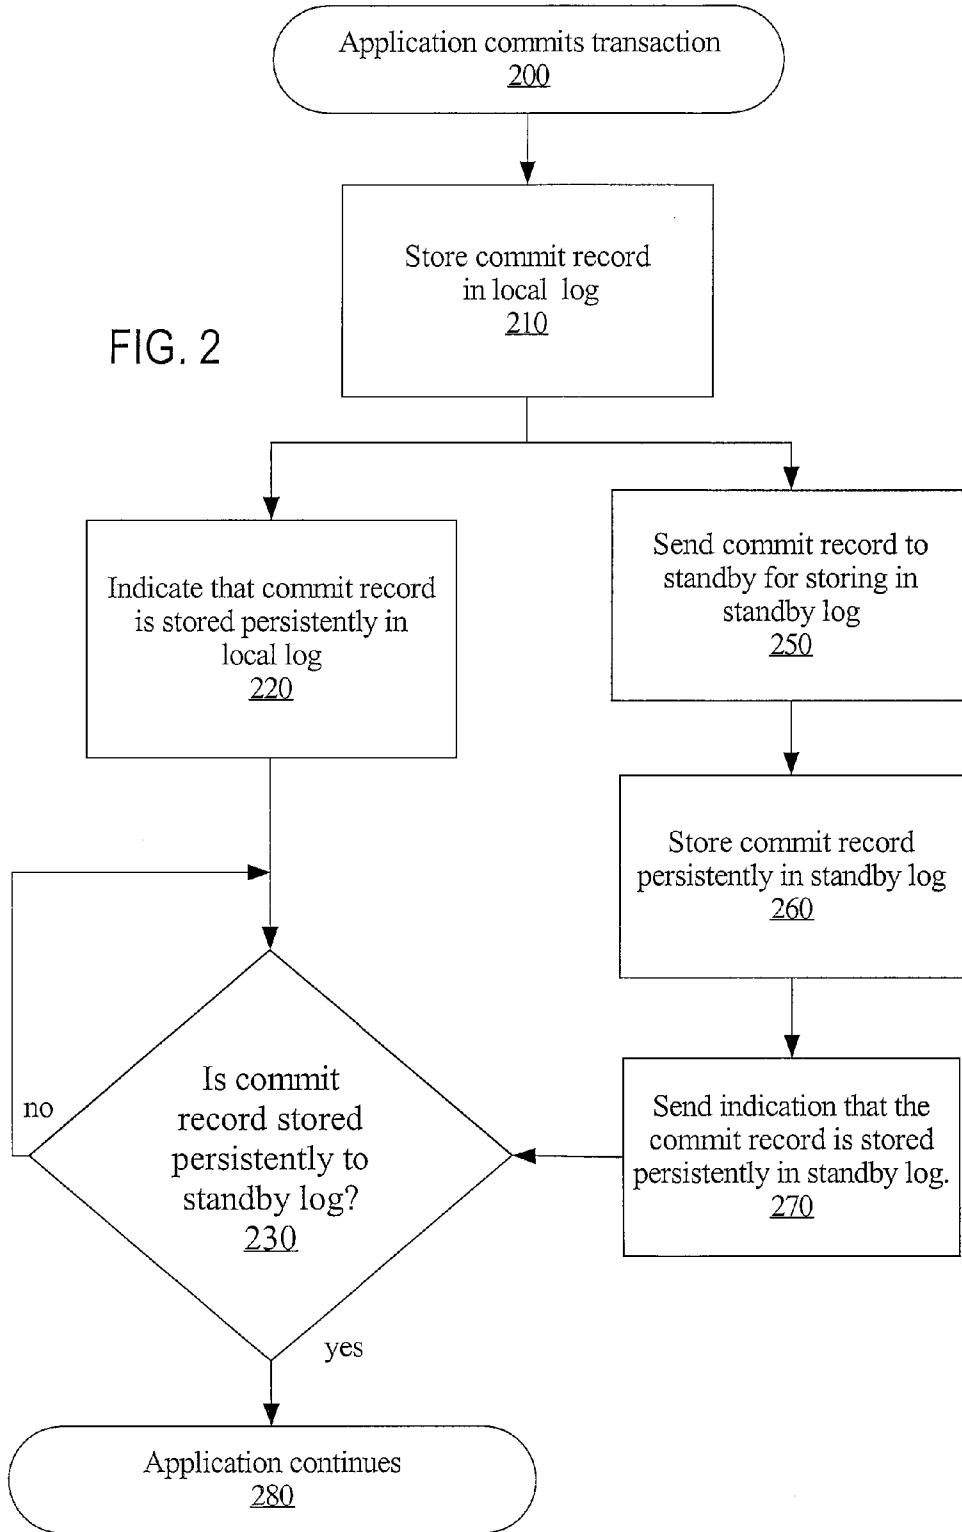 Application commits transaction
200
Store commit record
in local log
210
FIG. 2
Indicate that commit record
is stored persistently in
local log
220
Send commit record to
standby for storing in
standby log
250
Store commit record
persistently in standby log
260
Is commit
record stored
persistently to
standby log?
230
no
yes
Send indication that the
commit record is stored
persistently in standby log.
270
Application continues
280